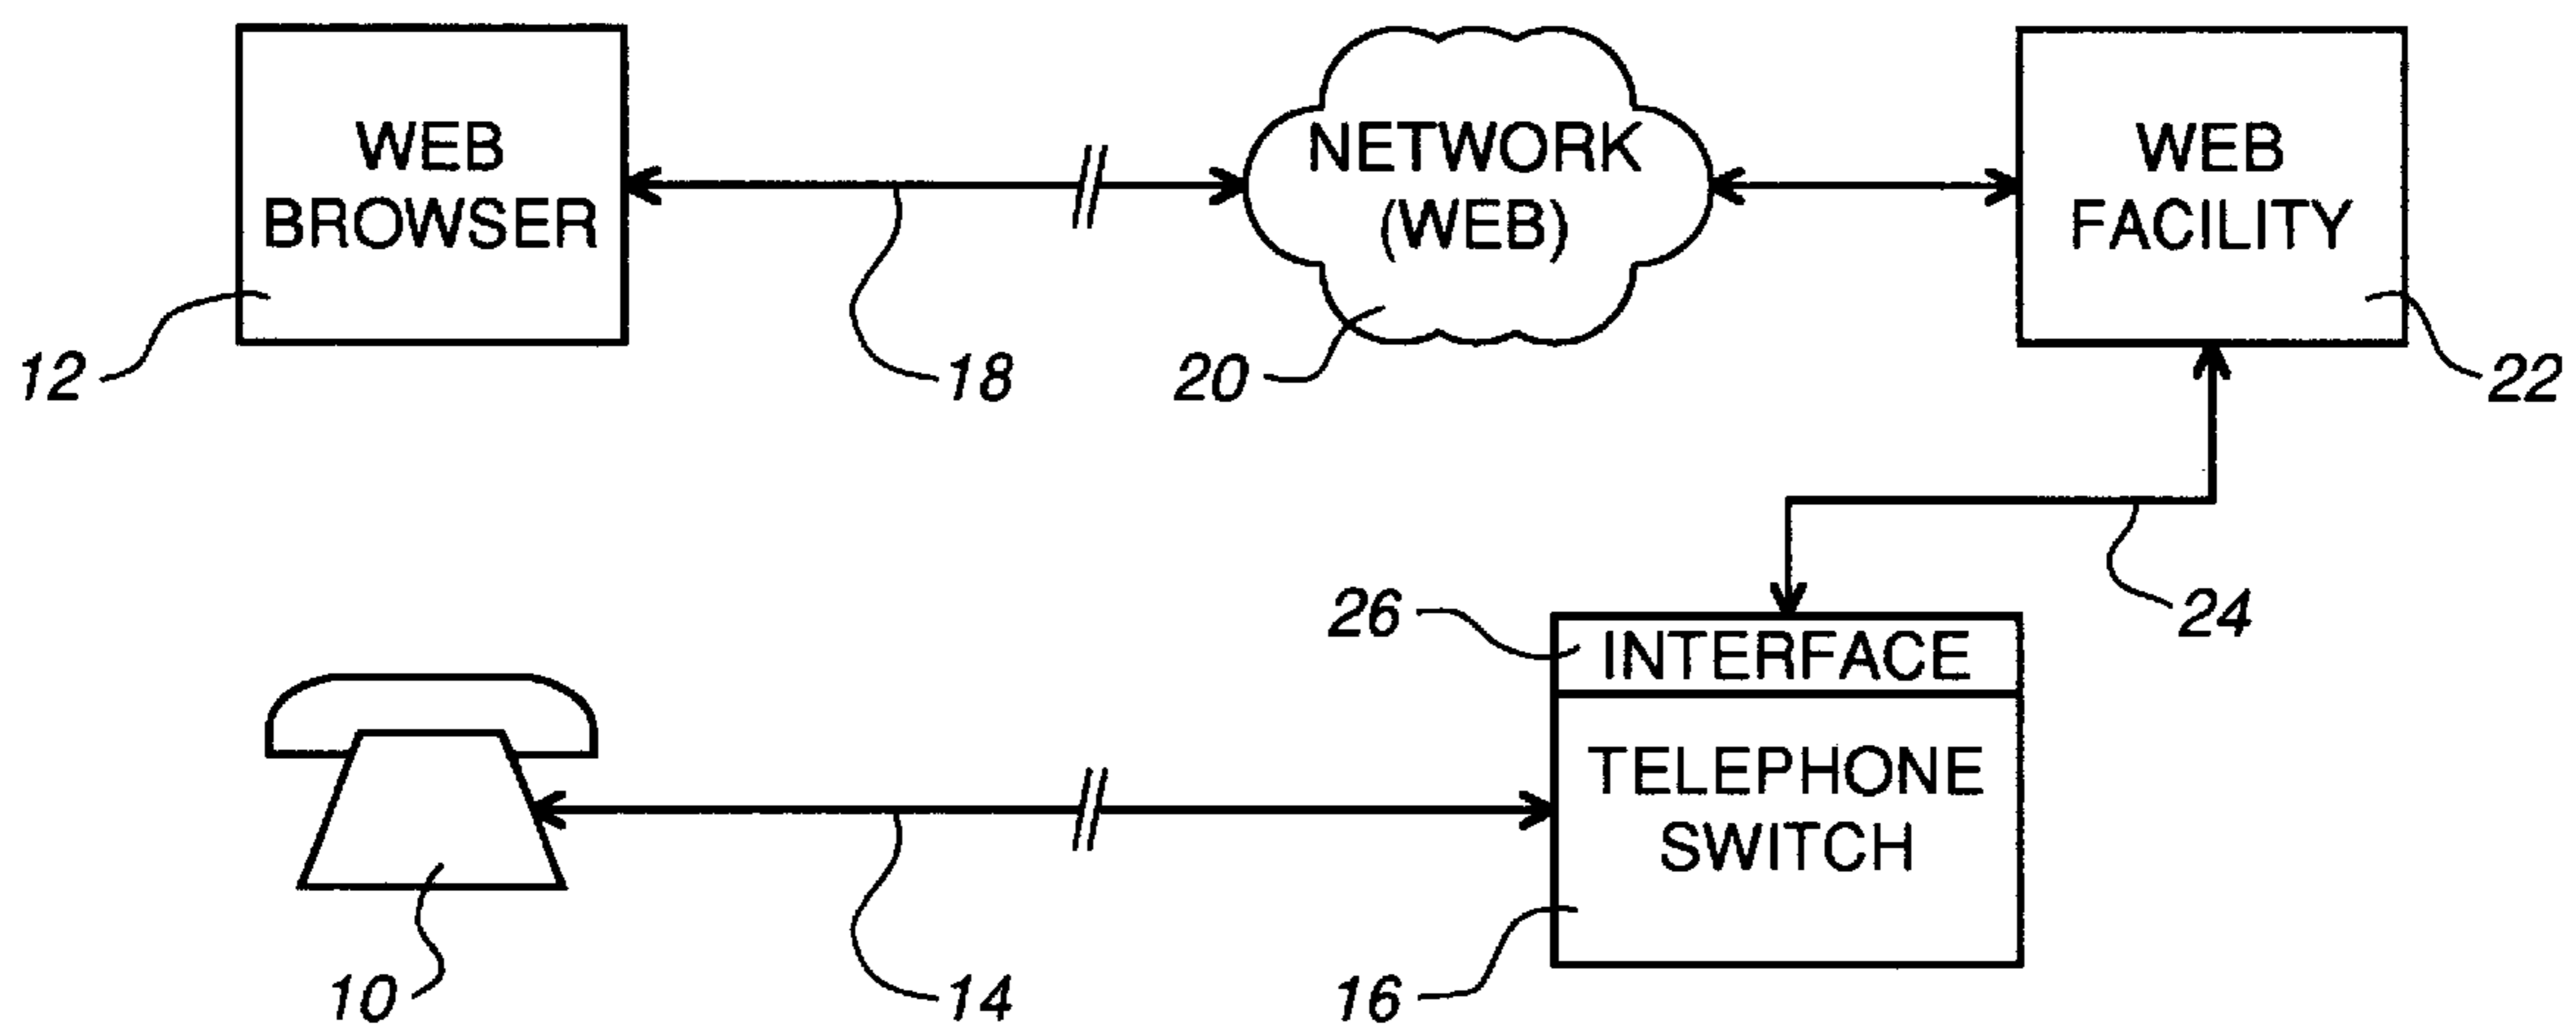 WEB
BROWSER
NETWORK
(WEB)
WEB
FACILITY
12
18
20
22
26
24
INTERFACE
TELEPHONE
SWITCH
10
14
16